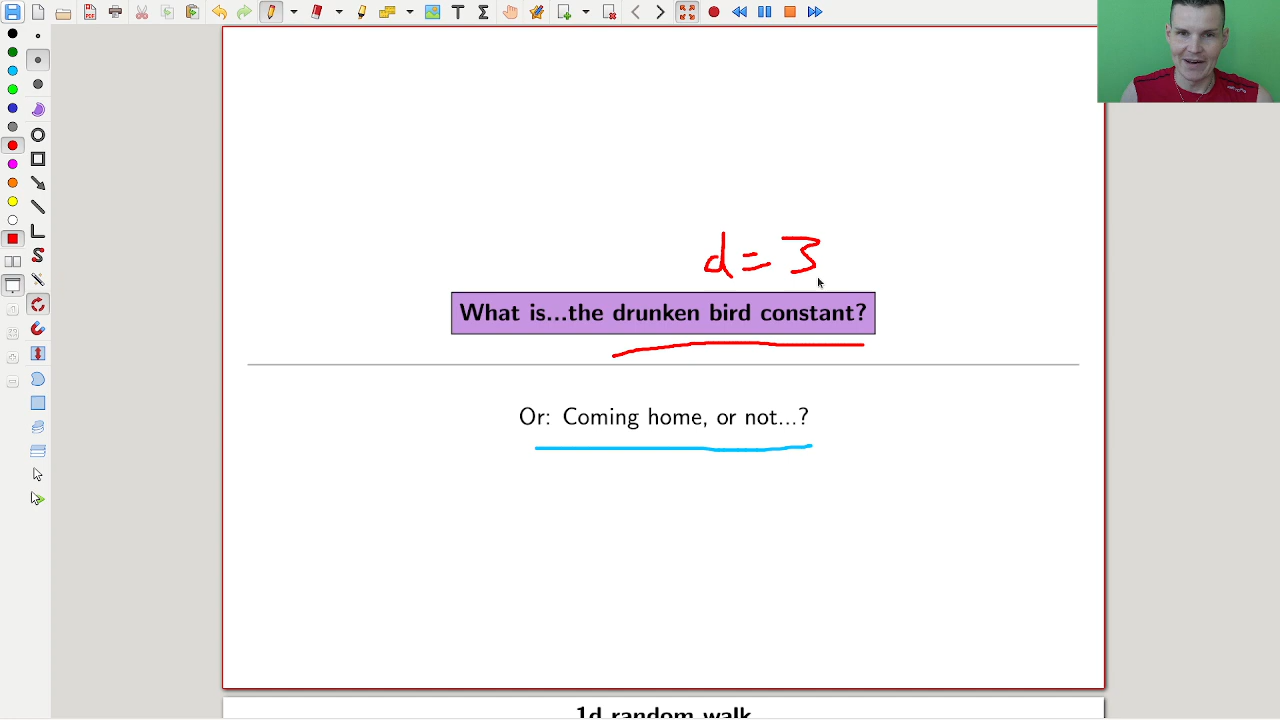 d=3
What is...the drunken bird constant?
Or: Coming home, or not...?
1d random walk